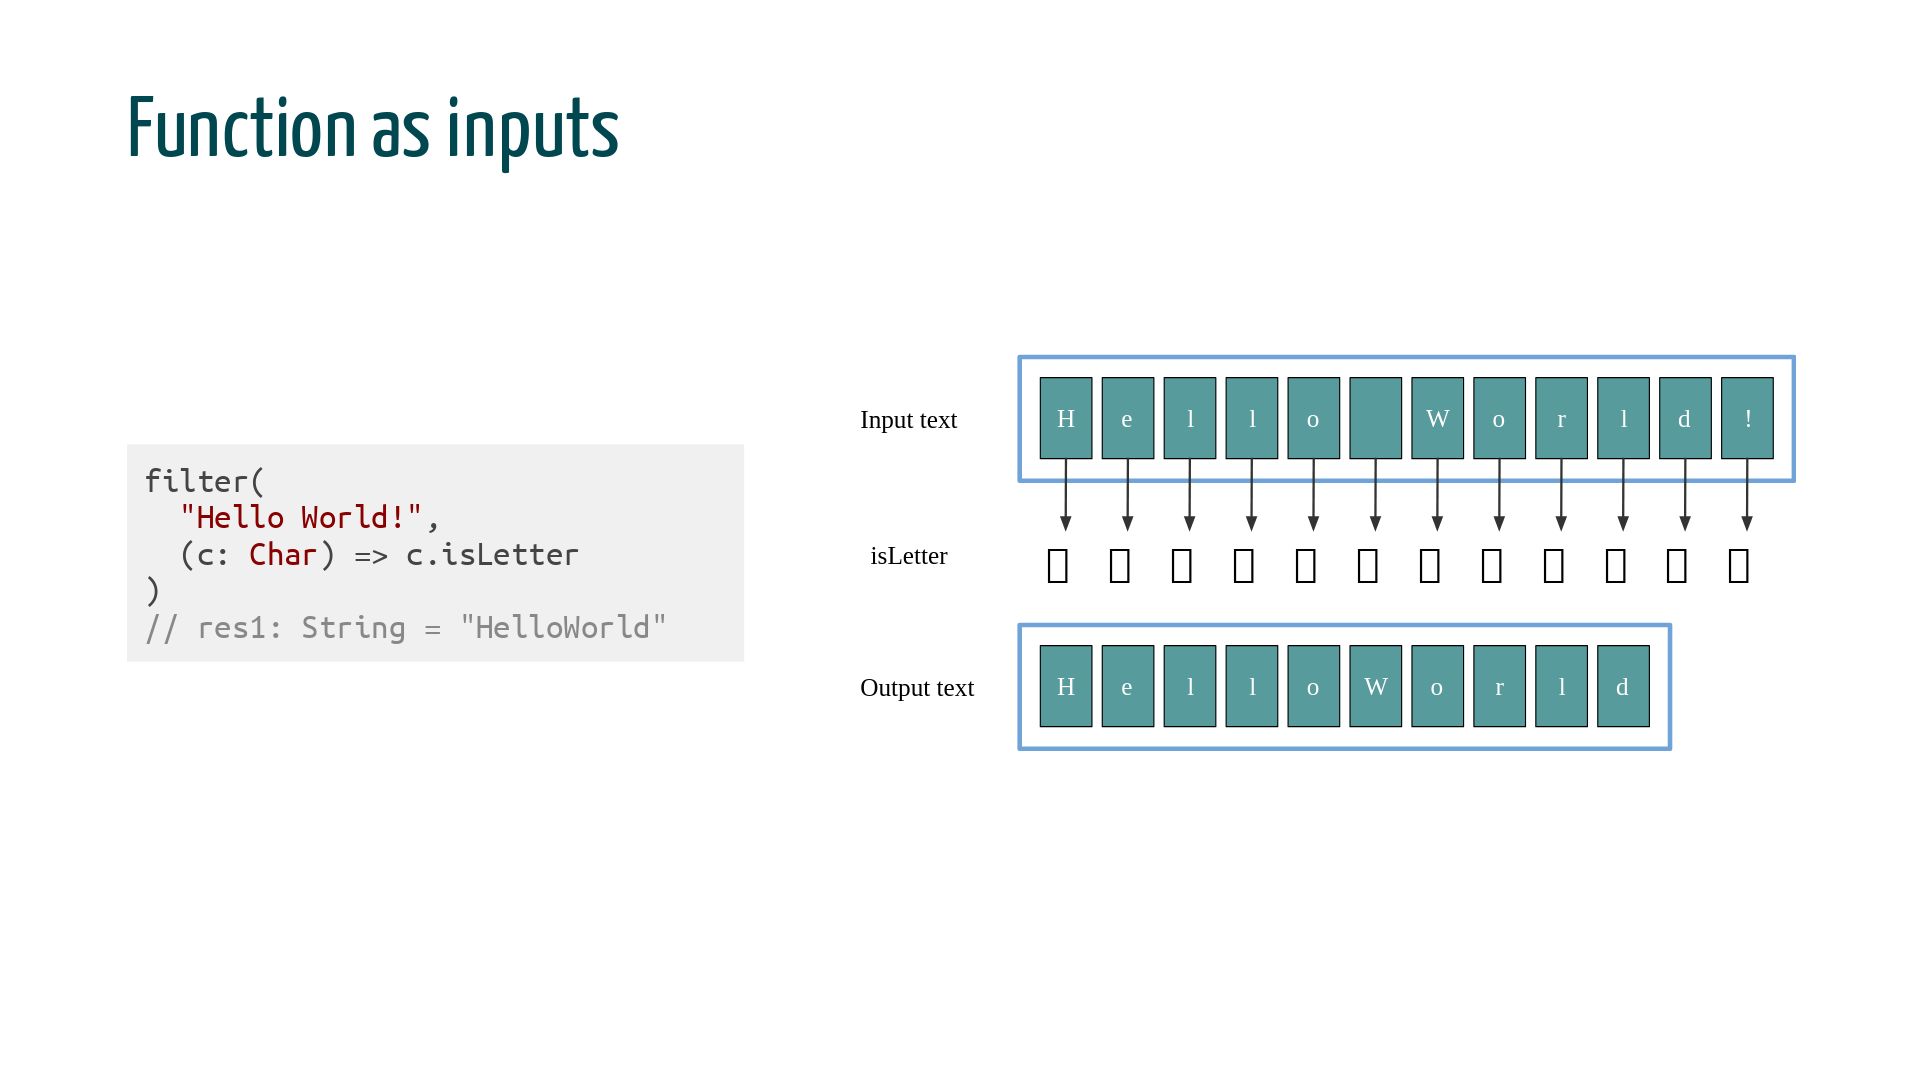 Function as inputs
filter(
  "Hello World!",
  (c: Char) => c.isLetter
)
// res1: String = "HelloWorld"
Input text
H e l l o W o r l d !
isLetter
Output text
H e l l o W o r l d